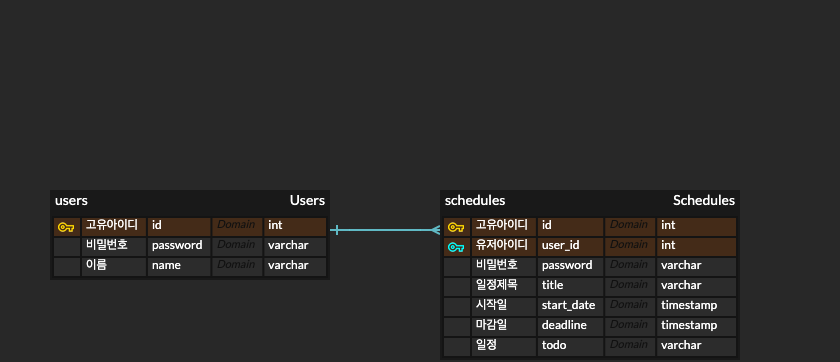 users Users
고유아이디 id Domain int
비밀번호 password Domain varchar
이름 name Domain varchar
schedules Schedules
고유아이디 id Domain int
유저아이디 user_id Domain int
비밀번호 password Domain varchar
일정제목 title Domain varchar
시작일 start_date Domain timestamp
마감일 deadline Domain timestamp
일정 todo Domain varchar